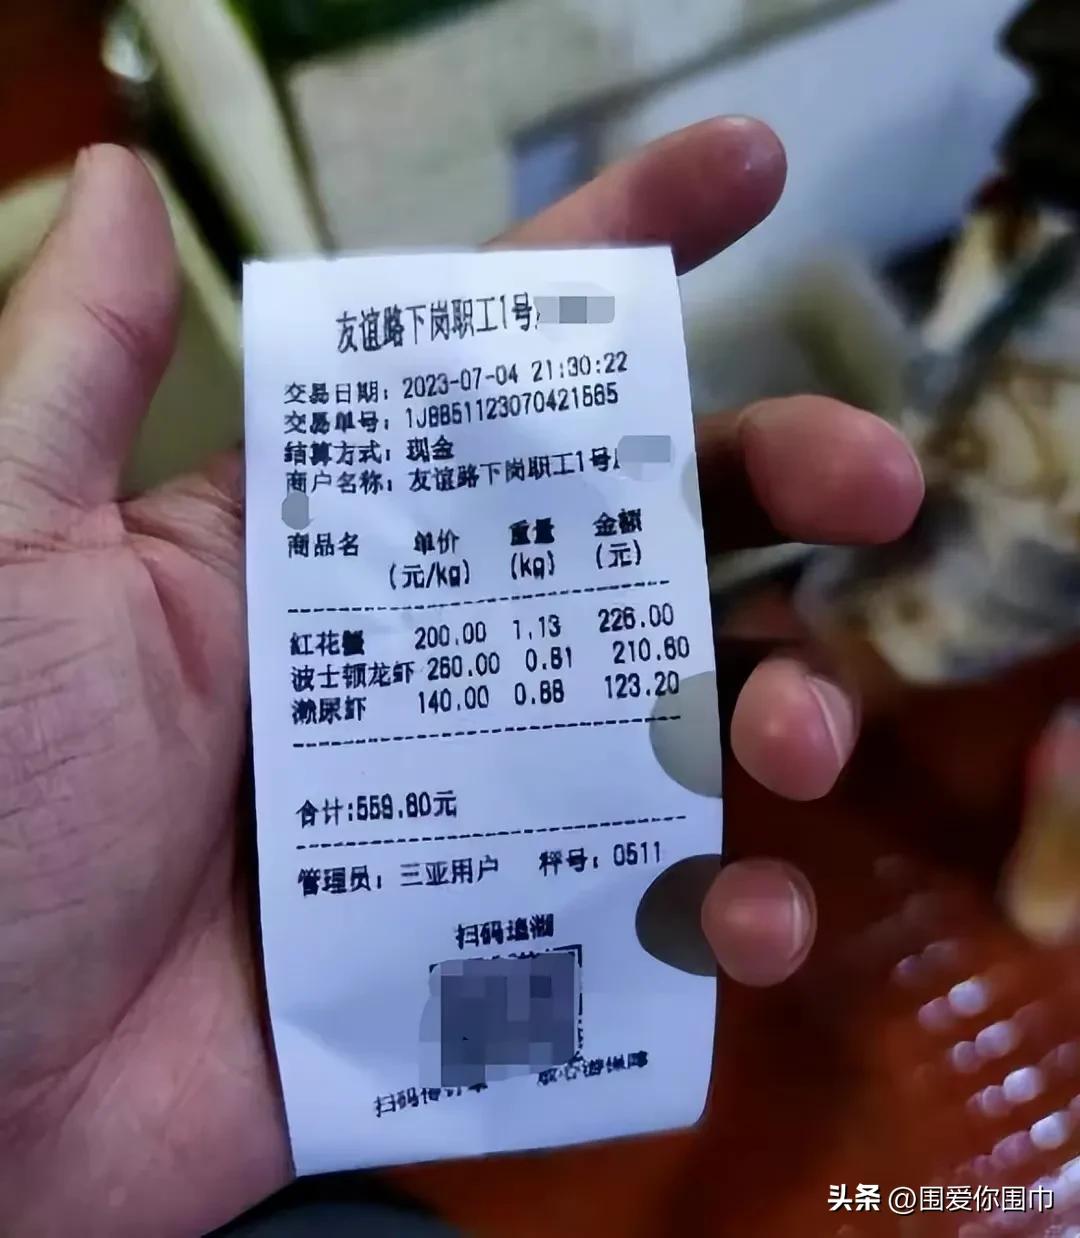 友谊路下岗职工1号
交易日期：2023-07-04 21:30:22
交易单号：
结算方式：现金
商户名称：友谊路下岗职工1号
商品名 单价 重量 金额
(元/kg) (kg) (元)
紅花蟹 200.00 1.13 226.00
波士顿龙虾 260.00 0.81 210.60
濑尿虾 140.00 0.88 123.20
合计:559.80元
管理员：三亚用户 秤号：0511
扫码追溯
扫码
头条 @围爱你围巾